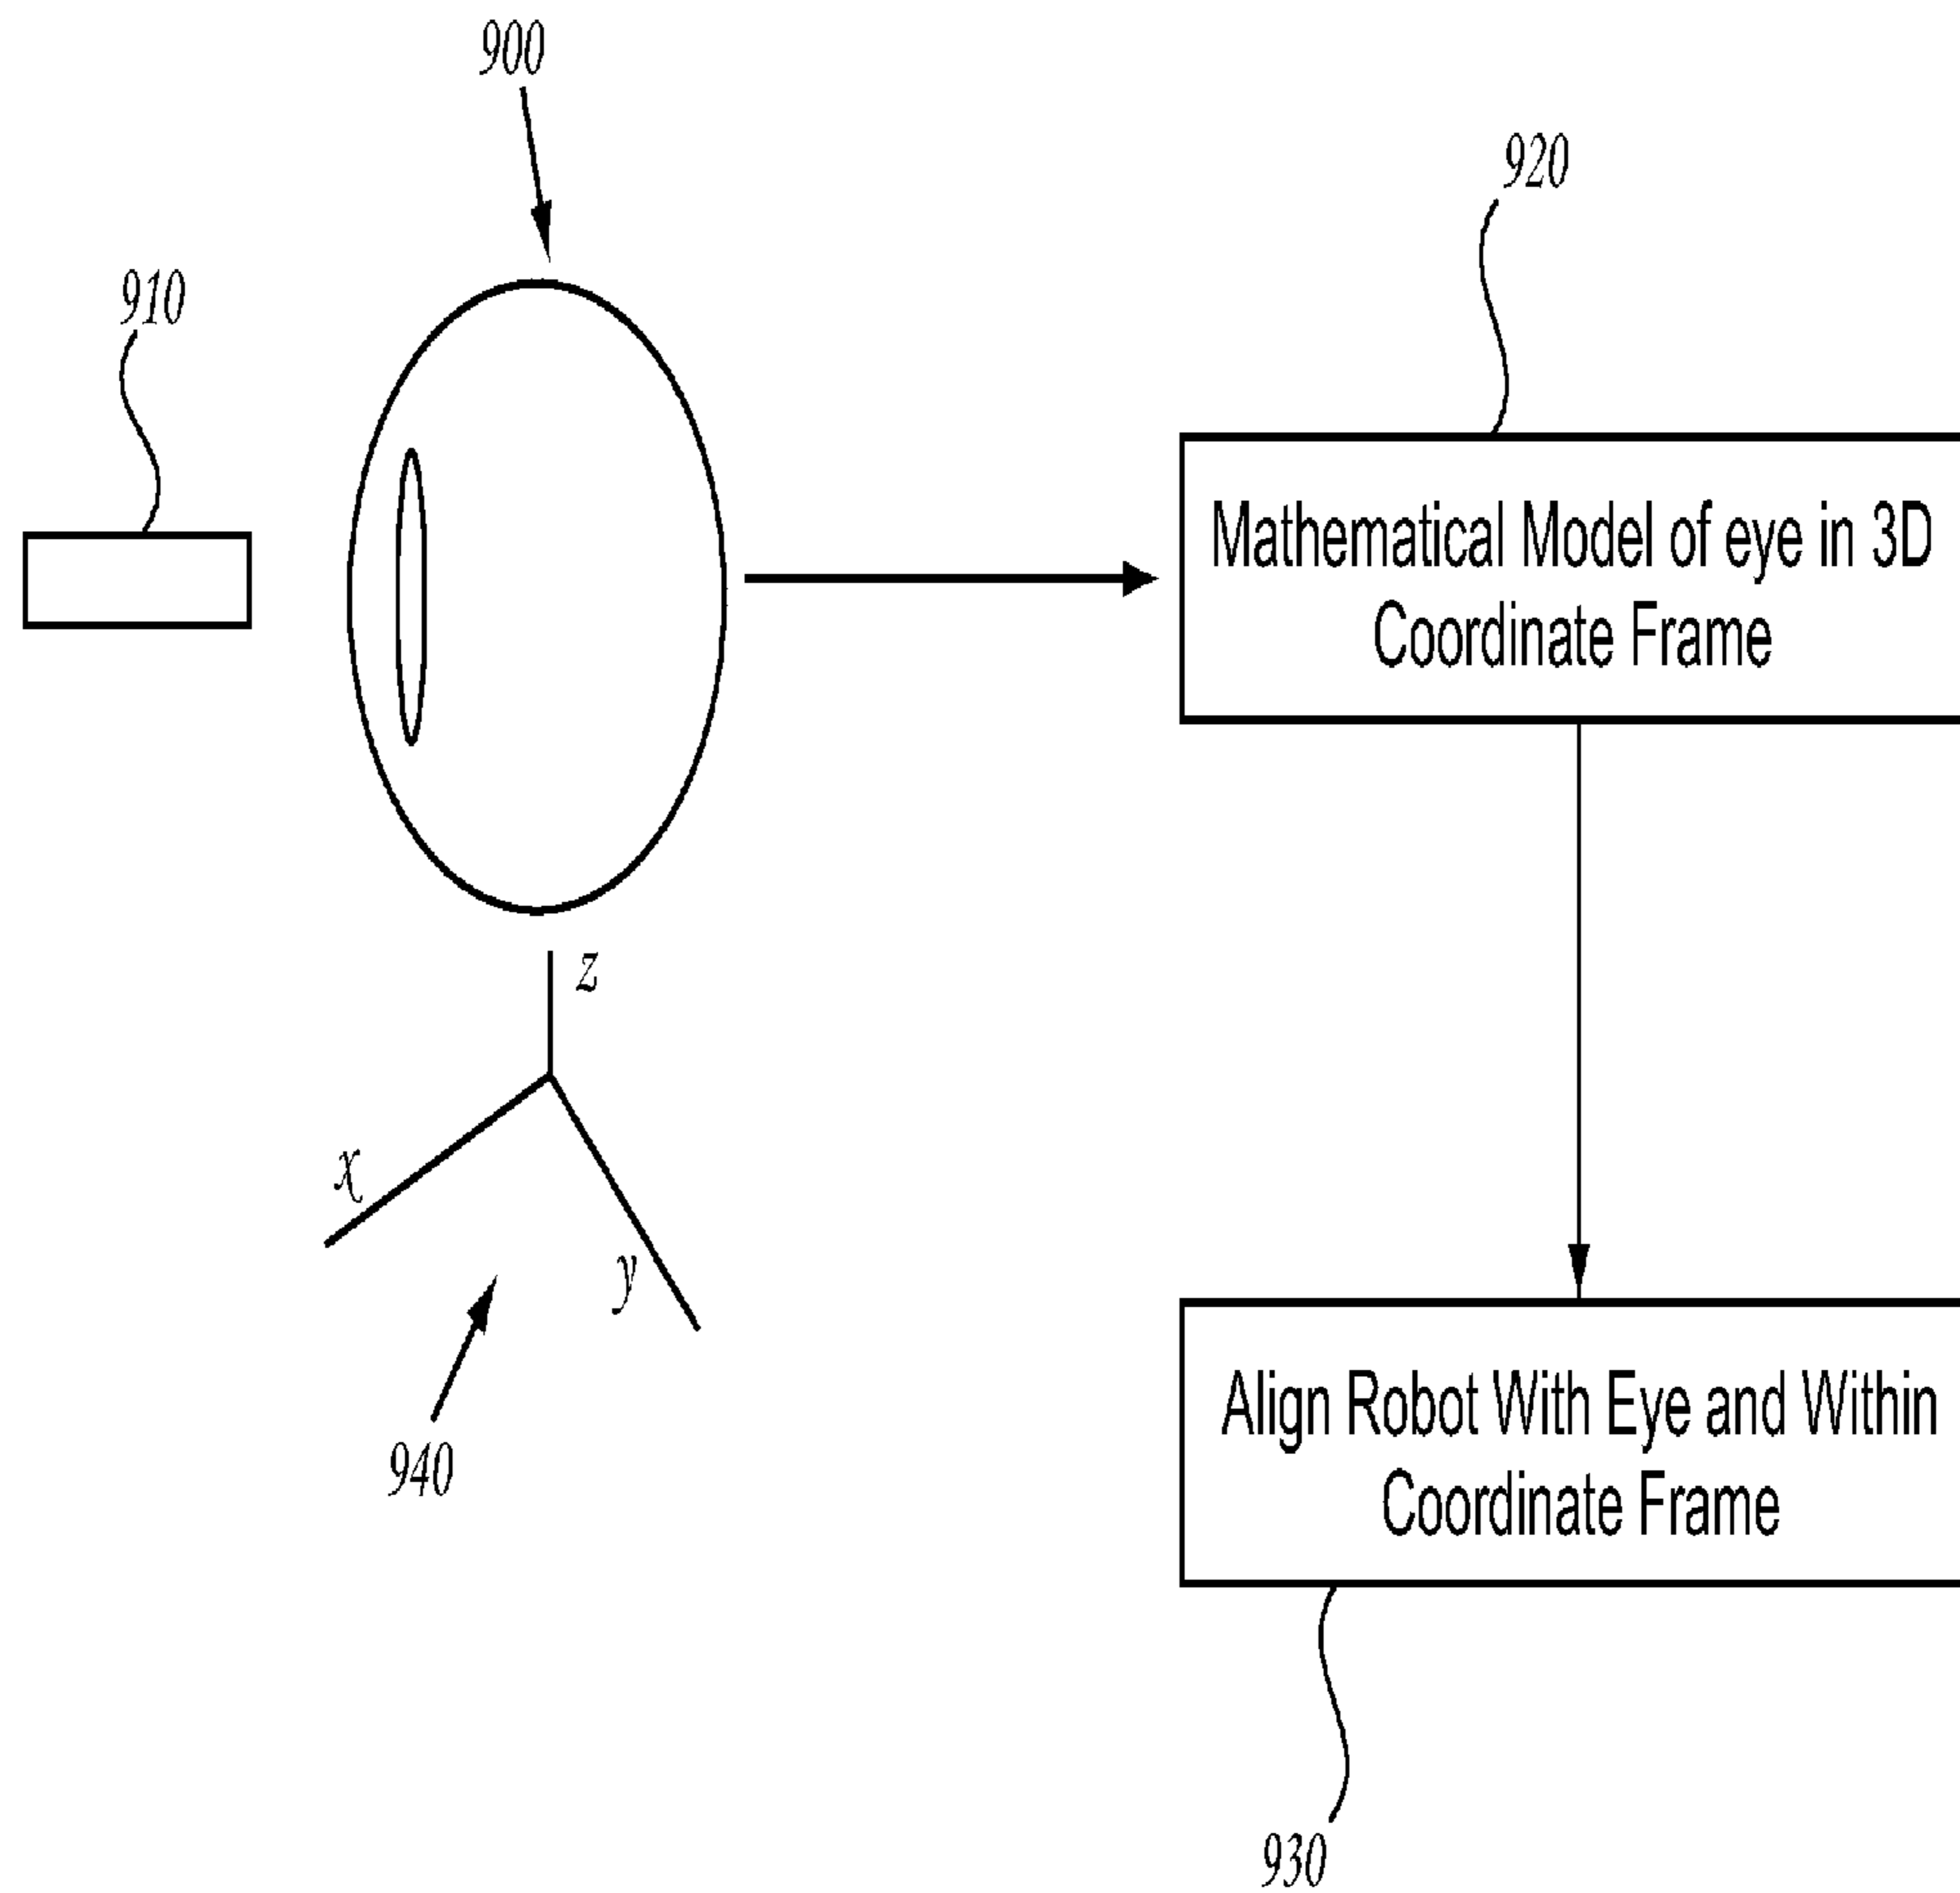 900
920
910
Mathematical Model of eye in 3D
Coordinate Frame
z
x
y
Align Robot With Eye and Within
Coordinate Frame
940
930